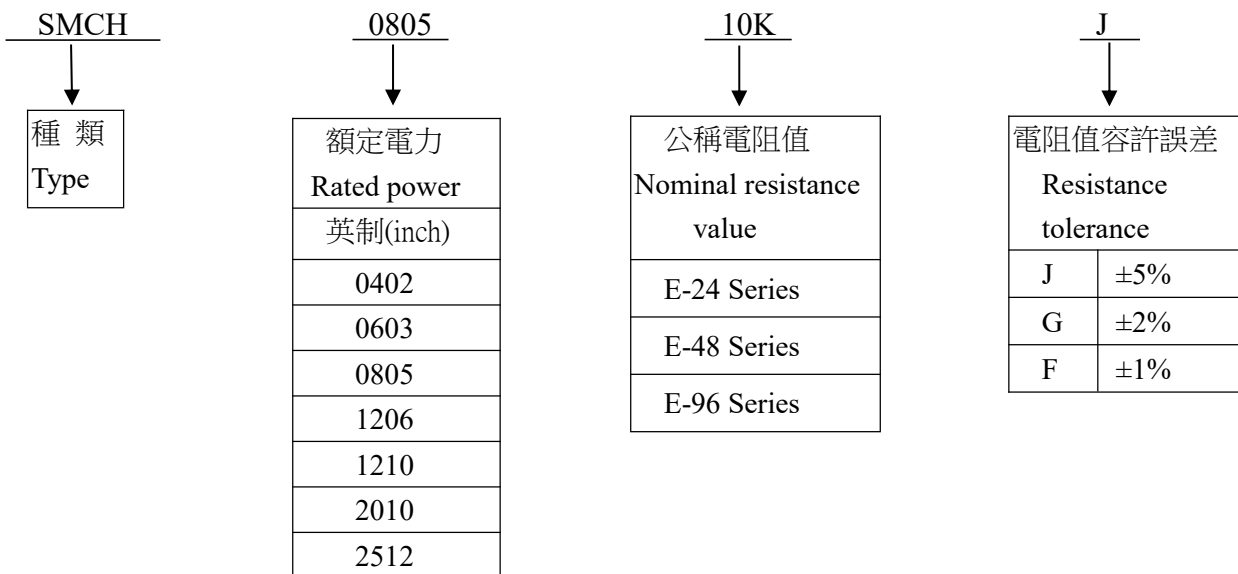 SMCH 0805 10K J
種 類
Type
額定電力
Rated power
英制(inch)
0402
0603
0805
1206
1210
2010
2512
公稱電阻值
Nominal resistance
value
E-24 Series
E-48 Series
E-96 Series
電阻值容許誤差
Resistance
tolerance
J ±5%
G ±2%
F ±1%